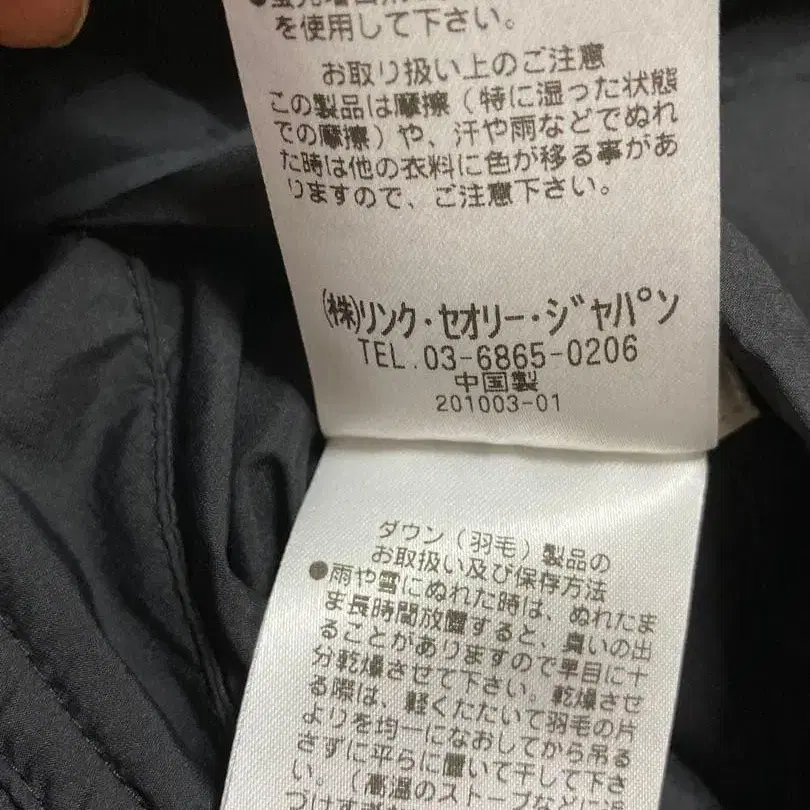 を使用して下さい。
お取り扱い上のご注意
この製品は摩擦(特に湿った状態
での摩擦)や、汗や雨などでぬれ
た時は他の衣料に色が移る事があ
りますので、ご注意下さい。
(株)リンク・セオリー・ジャパン
TEL.03-6865-0206
中国製
201003-01
ダウン(羽毛)製品の
お取扱い及び保存方法
●雨や雪にぬれた時は、ぬれたま
ま長時間放置すると、臭いの出
ることがありますので早目に十
分乾燥させて下さい。乾燥させ
る際は、軽くたたいて羽毛の片
よりを均一になおしてから吊る
さずに平らに置いて干して下さ
い。(高温のストーブなどに